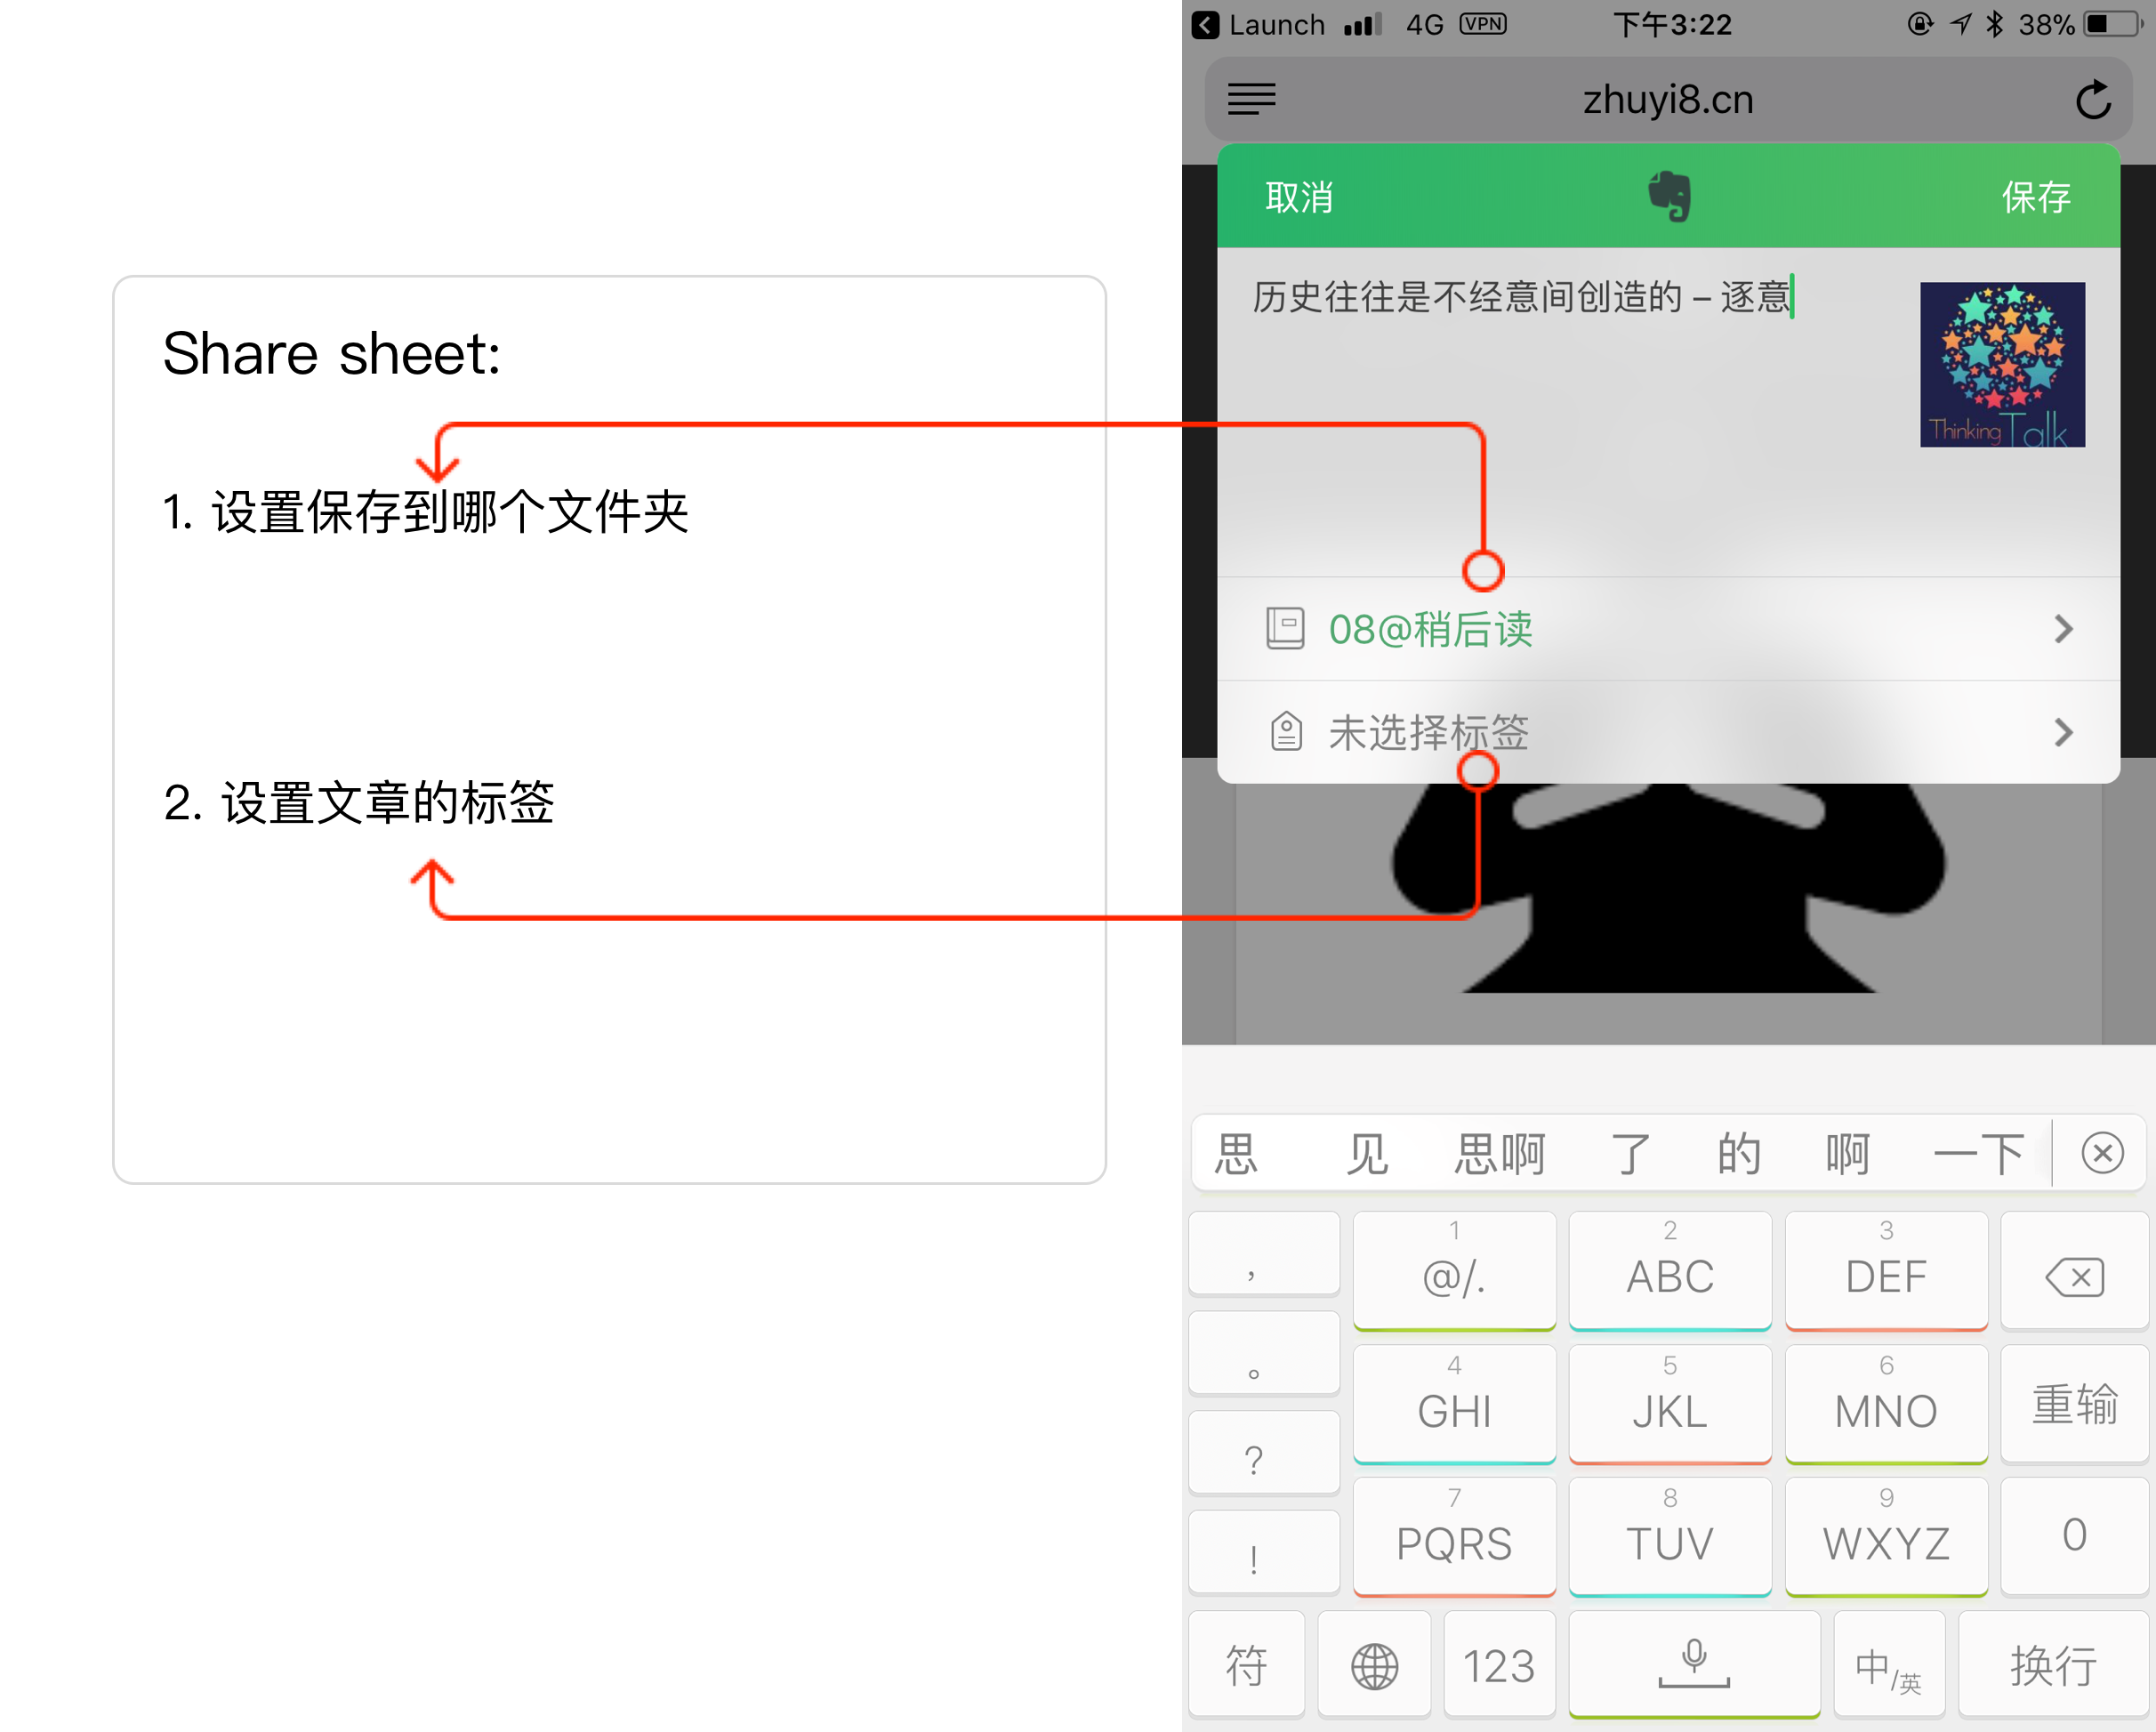 Share sheet:
1. 设置保存到哪个文件夹
2. 设置文章的标签
Launch 4G VPN 下午3:22 38%
zhuyi8.cn
取消 保存
历史往往是不经意间创造的 – 逐意
Thinking Talk
08@稍后读
未选择标签
思 见 思啊 了 的 啊 一下
， 1 2 3
@/. ABC DEF
。 4 5 6
GHI JKL MNO 重输
? 7 8 9
PQRS TUV WXYZ 0
!
符 123 中/英 换行